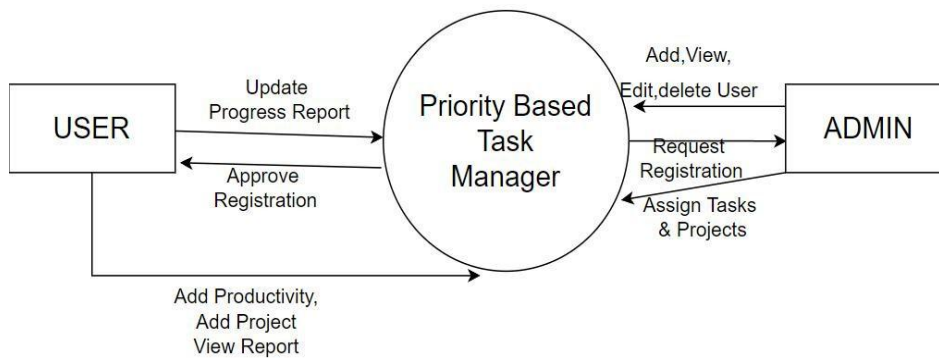 Add,View,
Edit,delete User
Update
Progress Report
USER
Priority Based
Task
Manager
ADMIN
Approve
Registration
Request
Registration
Assign Tasks
& Projects
Add Productivity,
Add Project
View Report